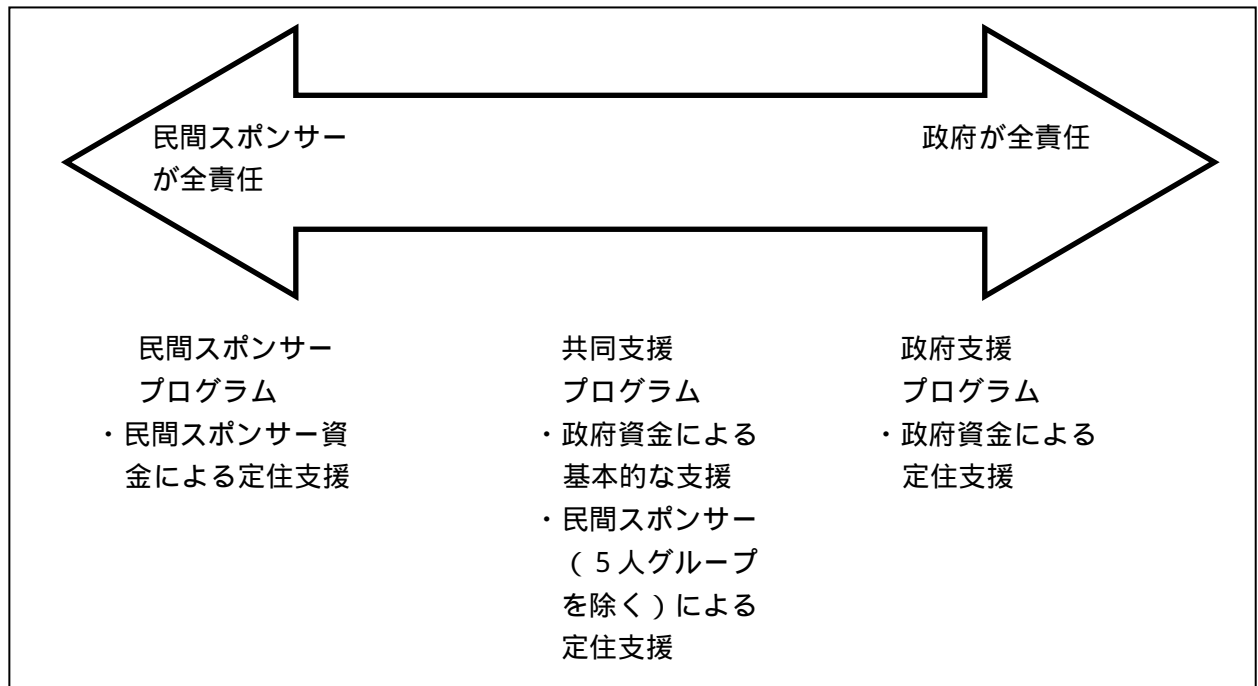 民間スポンサー
が全責任
政府が全責任
民間スポンサー
プログラム
・民間スポンサー資
金による定住支援
共同支援
プログラム
・政府資金による
基本的な支援
・民間スポンサー
（５人グループ
を除く）による
定住支援
政府支援
プログラム
・政府資金による
定住支援